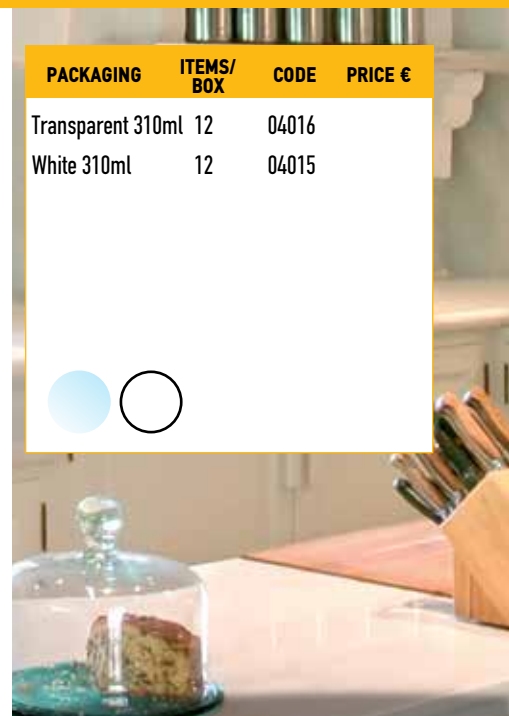 PACKAGING ITEMS/BOX CODE PRICE €
Transparent 310ml 12 04016
White 310ml 12 04015